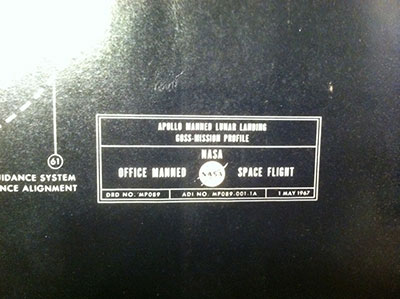 APOLLO MANNED LUNAR LANDING
GOSS-MISSION PROFILE
NASA
OFFICE MANNED NASA SPACE FLIGHT
DRD NO. MP089 ADI NO. MP089-001-1A 1 MAY 1967
61
IDANCE SYSTEM
NCE ALIGNMENT